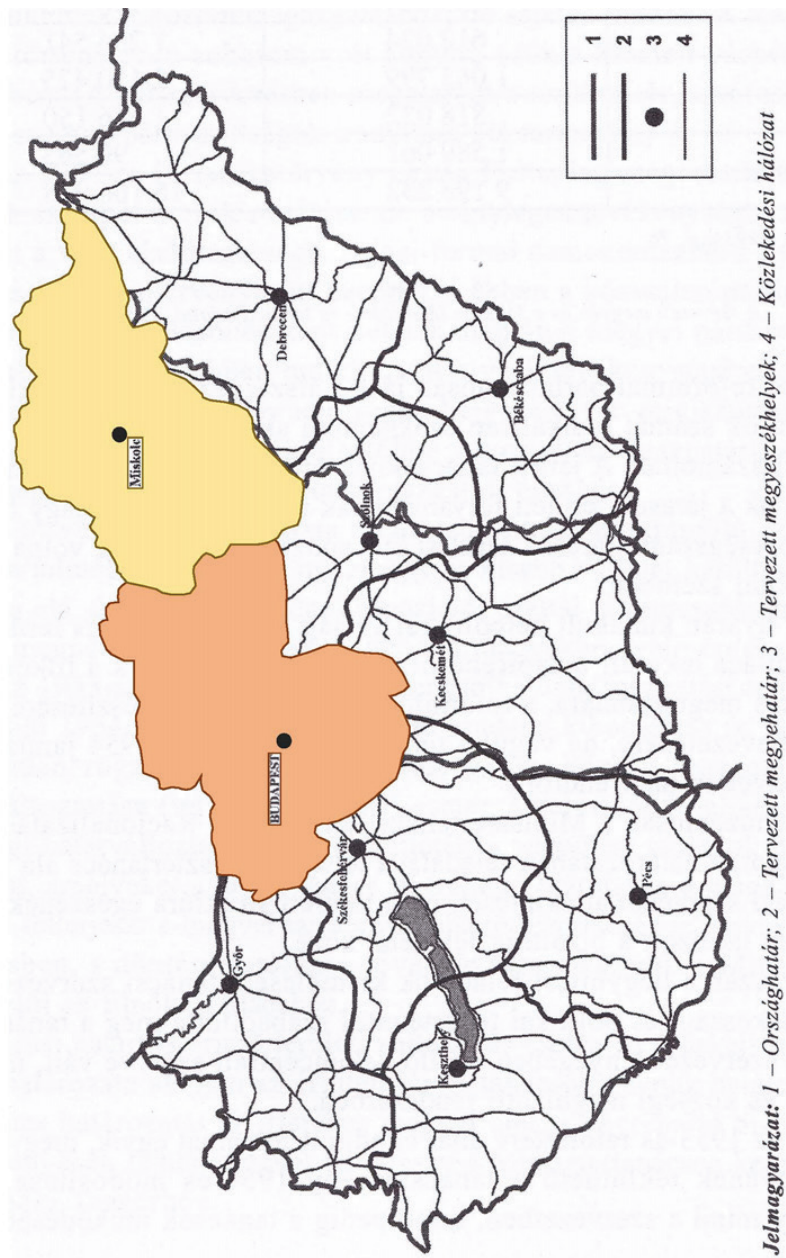 Miskolc
BUDAPEST
Debrecen
Győr
Székesfehérvár
Szolnok
Kecskemét
Keszthely
Békéscsaba
Pécs
1
2
3
4
Jelmagyarázat: 1 – Országhatár; 2 – Tervezett megyehatár; 3 – Tervezett megyeszékhelyek; 4 – Közlekedési hálózat